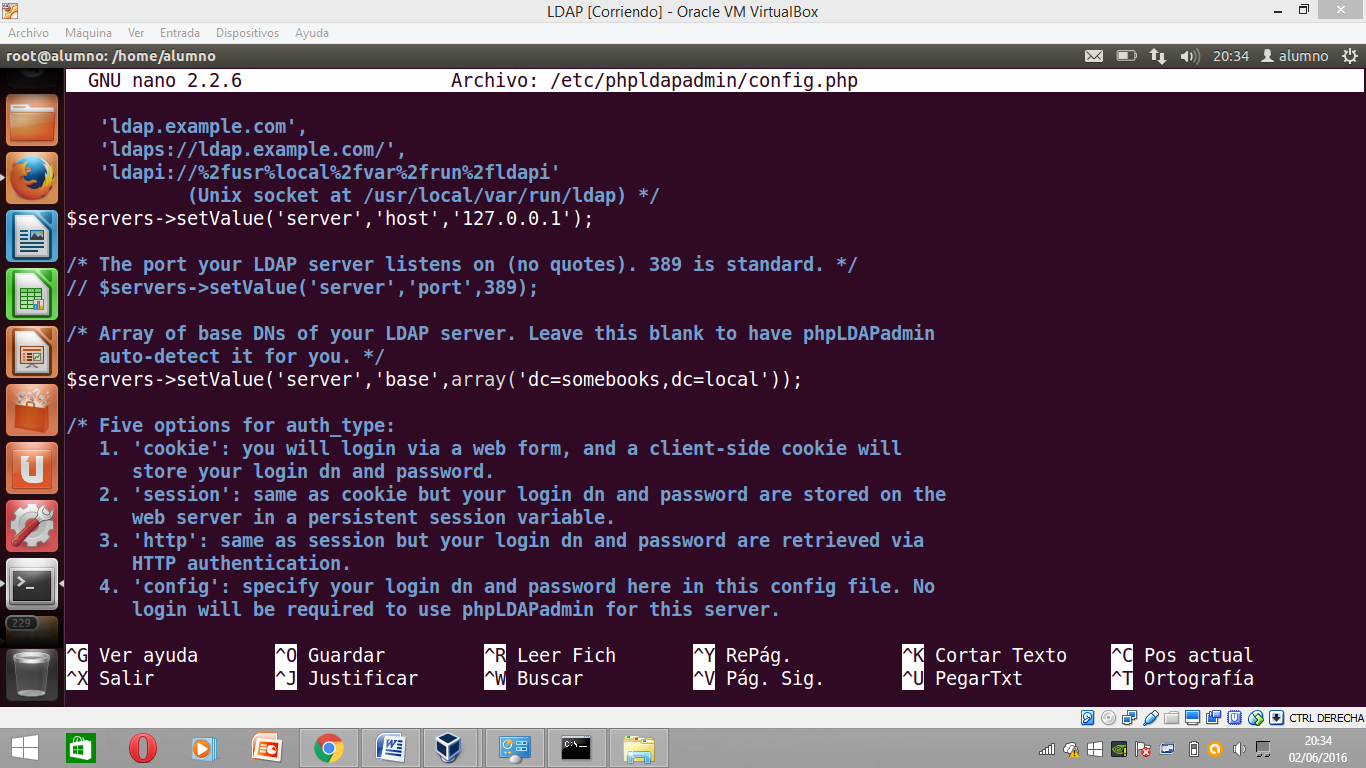 LDAP [Corriendo] - Oracle VM VirtualBox
Archivo Máquina Ver Entrada Dispositivos Ayuda
root@alumno: /home/alumno 20:34 alumno
GNU nano 2.2.6 Archivo: /etc/phpldapadmin/config.php
'ldap.example.com',
'ldaps://ldap.example.com/',
'ldapi://%2fusr%local%2fvar%2frun%2fldapi'
(Unix socket at /usr/local/var/run/ldap) */
$servers->setValue('server','host','127.0.0.1');
/* The port your LDAP server listens on (no quotes). 389 is standard. */
// $servers->setValue('server','port',389);
/* Array of base DNs of your LDAP server. Leave this blank to have phpLDAPadmin
auto-detect it for you. */
$servers->setValue('server','base',array('dc=somebooks,dc=local'));
/* Five options for auth_type:
1. 'cookie': you will login via a web form, and a client-side cookie will
store your login dn and password.
2. 'session': same as cookie but your login dn and password are stored on the
web server in a persistent session variable.
3. 'http': same as session but your login dn and password are retrieved via
HTTP authentication.
4. 'config': specify your login dn and password here in this config file. No
login will be required to use phpLDAPadmin for this server.
229
^G Ver ayuda ^O Guardar ^R Leer Fich ^Y RePág. ^K Cortar Texto ^C Pos actual
^X Salir ^J Justificar ^W Buscar ^V Pág. Sig. ^U PegarTxt ^T Ortografía
CTRL DERECHA
20:34
02/06/2016